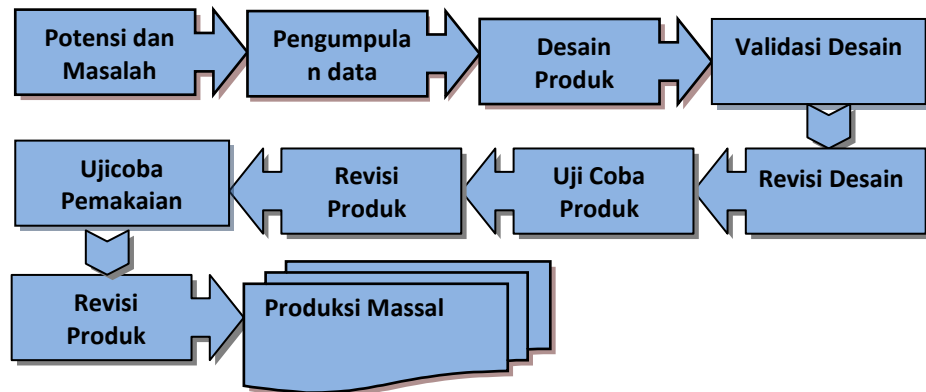 Potensi dan
Masalah
Pengumpula
n data
Desain
Produk
Validasi Desain
Revisi Desain
Uji Coba
Produk
Revisi
Produk
Ujicoba
Pemakaian
Revisi
Produk
Produksi Massal